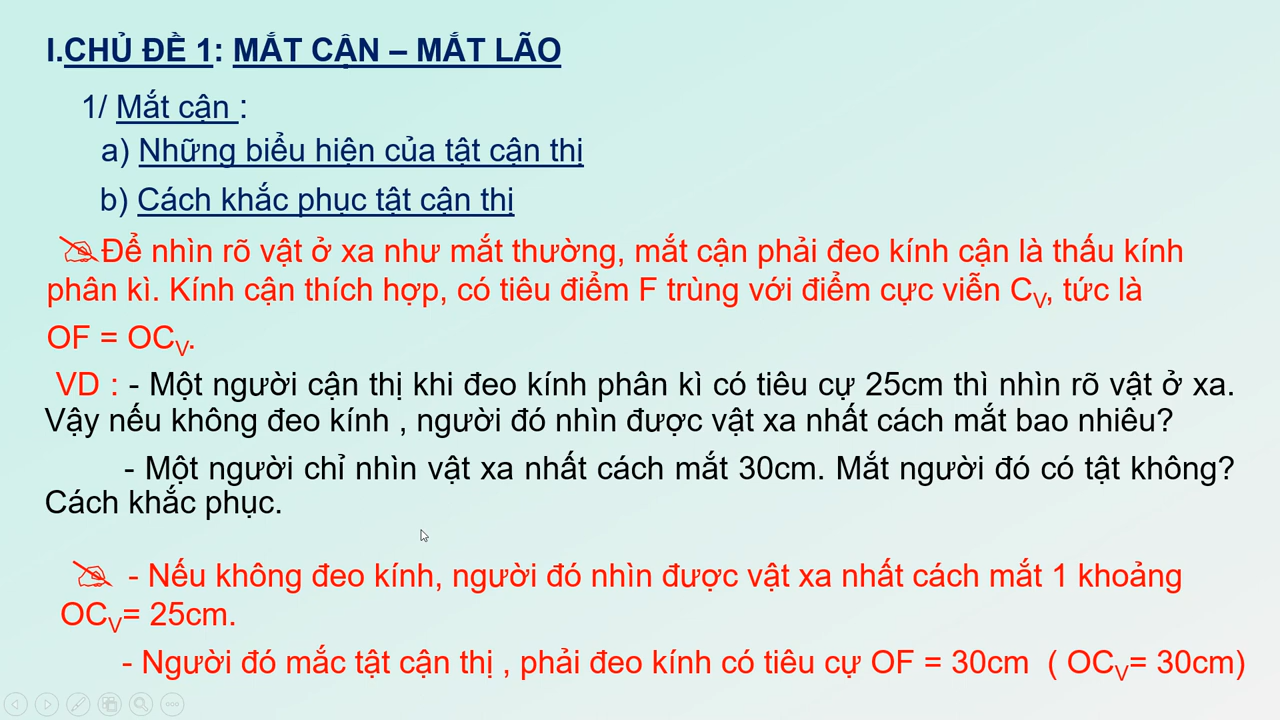 I.CHỦ ĐỀ 1: MẮT CẬN – MẮT LÃO
1/ Mắt cận :
a) Những biểu hiện của tật cận thị
b) Cách khắc phục tật cận thị
Để nhìn rõ vật ở xa như mắt thường, mắt cận phải đeo kính cận là thấu kính
phân kì. Kính cận thích hợp, có tiêu điểm F trùng với điểm cực viễn CV, tức là
OF = OCV.
VD : - Một người cận thị khi đeo kính phân kì có tiêu cự 25cm thì nhìn rõ vật ở xa.
Vậy nếu không đeo kính , người đó nhìn được vật xa nhất cách mắt bao nhiêu?
- Một người chỉ nhìn vật xa nhất cách mắt 30cm. Mắt người đó có tật không?
Cách khắc phục.
- Nếu không đeo kính, người đó nhìn được vật xa nhất cách mắt 1 khoảng
OCV= 25cm.
- Người đó mắc tật cận thị , phải đeo kính có tiêu cự OF = 30cm ( OCV= 30cm)